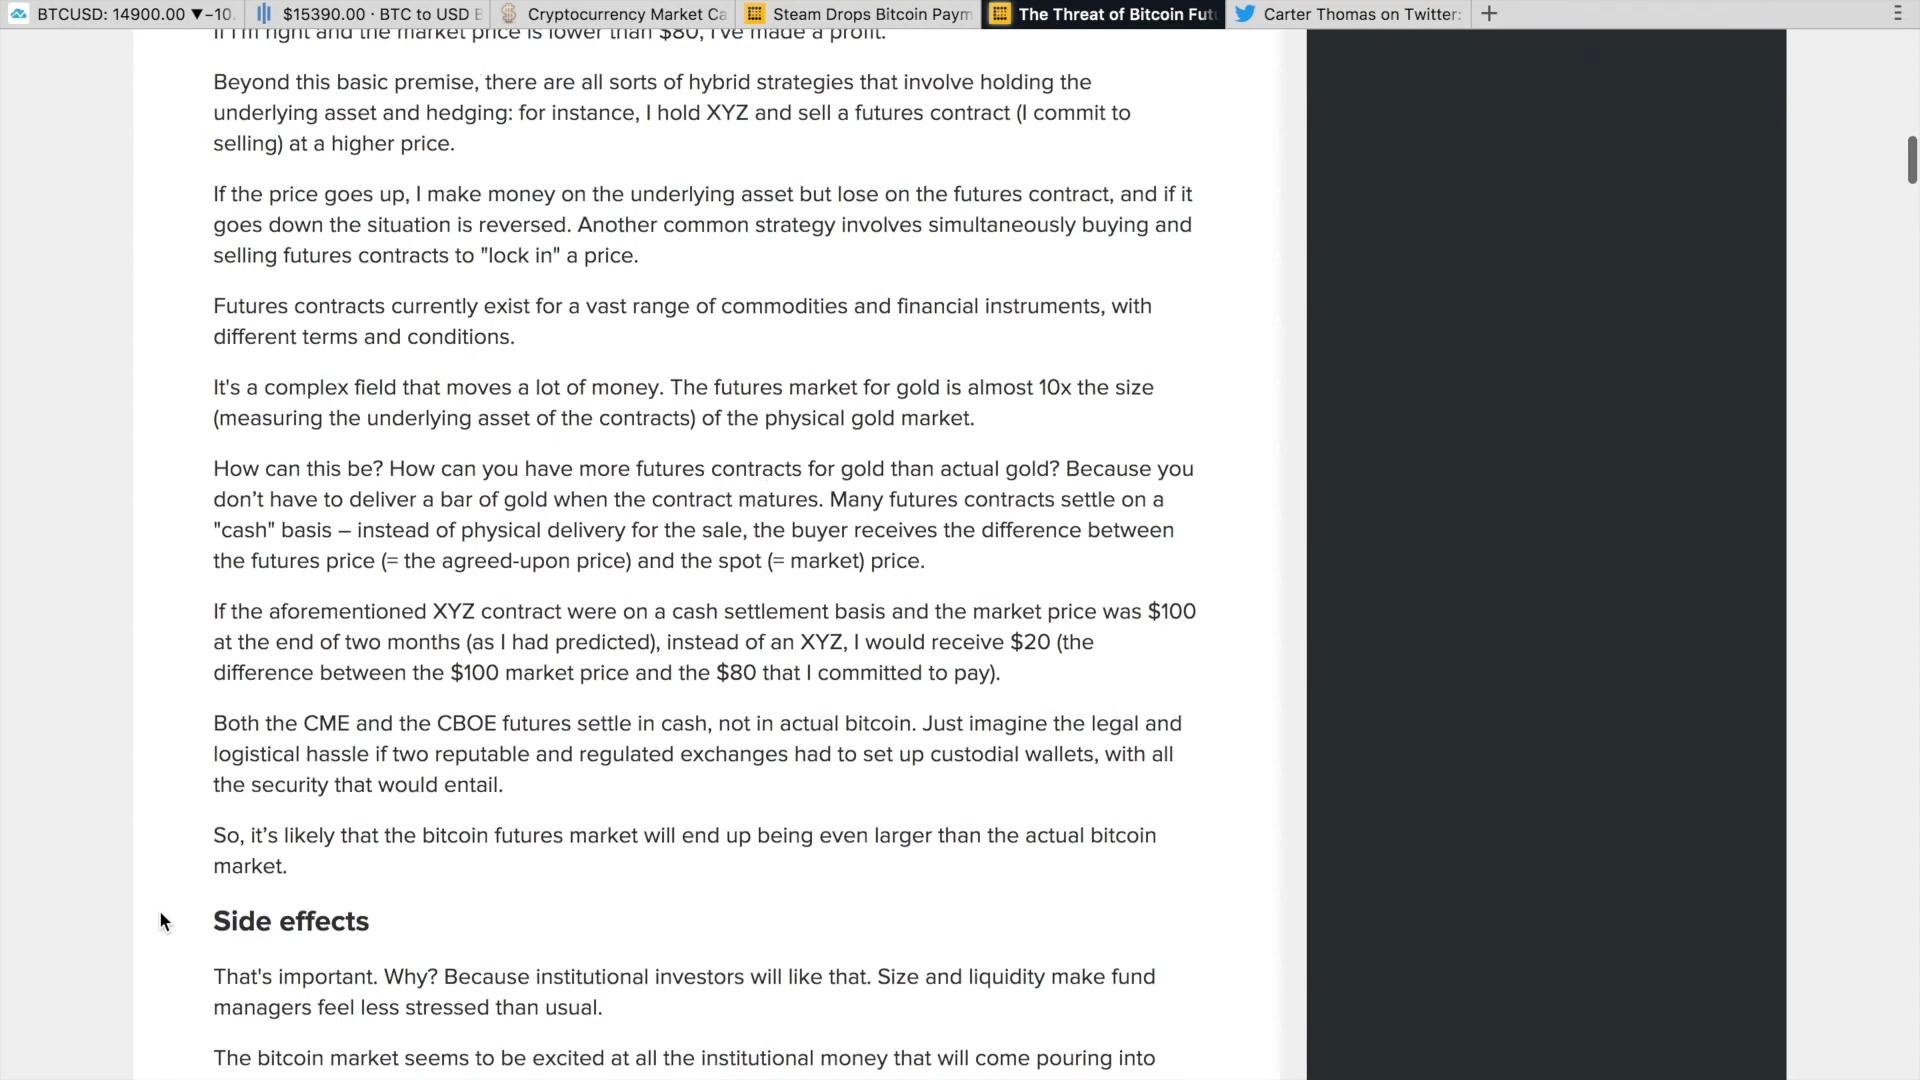 BTCUSD: 14900.00 ▼−10.
$15390.00 · BTC to USD B
Cryptocurrency Market Ca
Steam Drops Bitcoin Paym
The Threat of Bitcoin Fut
Carter Thomas on Twitter:
If I'm right and the market price is lower than $80, I've made a profit.
Beyond this basic premise, there are all sorts of hybrid strategies that involve holding the
underlying asset and hedging: for instance, I hold XYZ and sell a futures contract (I commit to
selling) at a higher price.
If the price goes up, I make money on the underlying asset but lose on the futures contract, and if it
goes down the situation is reversed. Another common strategy involves simultaneously buying and
selling futures contracts to "lock in" a price.
Futures contracts currently exist for a vast range of commodities and financial instruments, with
different terms and conditions.
It's a complex field that moves a lot of money. The futures market for gold is almost 10x the size
(measuring the underlying asset of the contracts) of the physical gold market.
How can this be? How can you have more futures contracts for gold than actual gold? Because you
don’t have to deliver a bar of gold when the contract matures. Many futures contracts settle on a
"cash" basis – instead of physical delivery for the sale, the buyer receives the difference between
the futures price (= the agreed-upon price) and the spot (= market) price.
If the aforementioned XYZ contract were on a cash settlement basis and the market price was $100
at the end of two months (as I had predicted), instead of an XYZ, I would receive $20 (the
difference between the $100 market price and the $80 that I committed to pay).
Both the CME and the CBOE futures settle in cash, not in actual bitcoin. Just imagine the legal and
logistical hassle if two reputable and regulated exchanges had to set up custodial wallets, with all
the security that would entail.
So, it’s likely that the bitcoin futures market will end up being even larger than the actual bitcoin
market.
Side effects
That's important. Why? Because institutional investors will like that. Size and liquidity make fund
managers feel less stressed than usual.
The bitcoin market seems to be excited at all the institutional money that will come pouring into